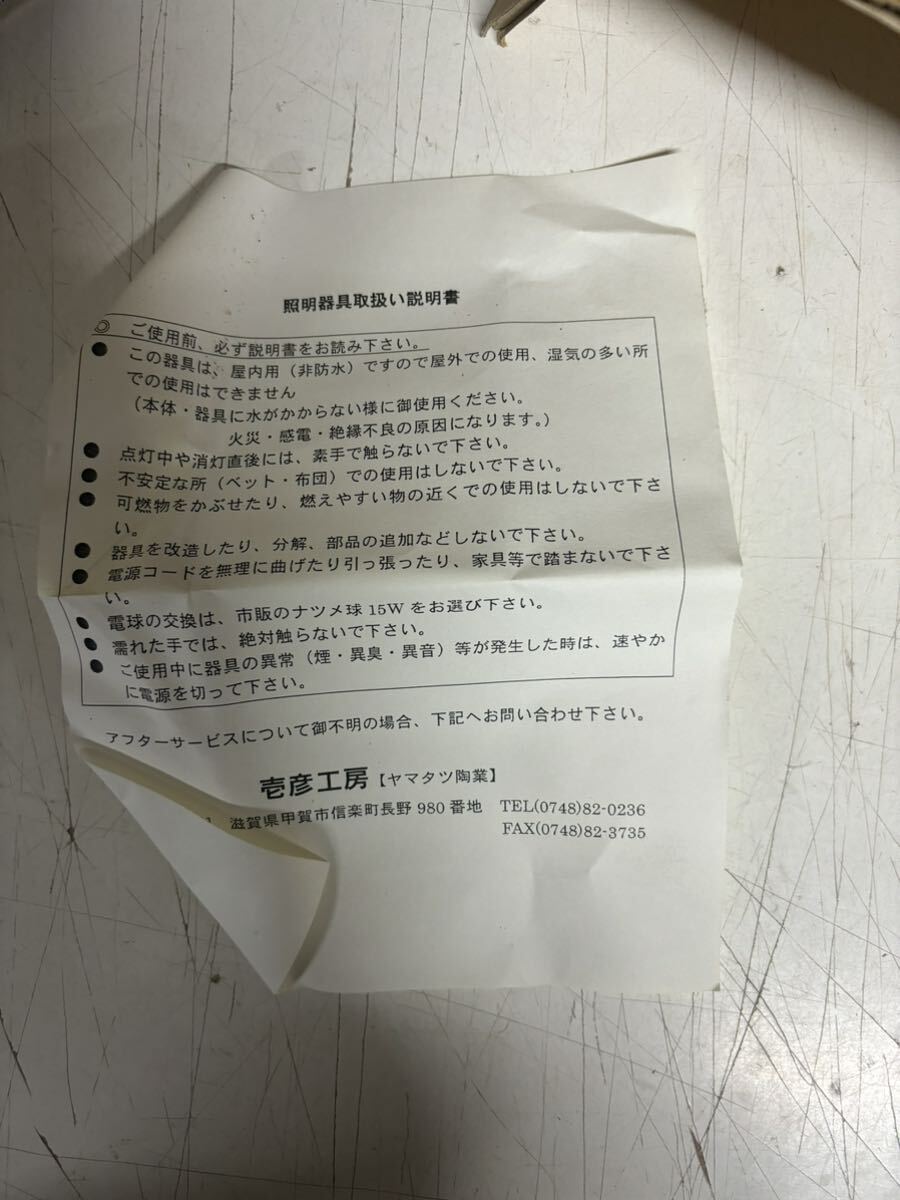 照明器具取扱い説明書
◎ ご使用前、必ず説明書をお読み下さい。
● この器具は、屋内用(非防水)ですので屋外での使用、湿気の多い所
での使用はできません
(本体・器具に水がかからない様に御使用ください。
火災・感電・絶縁不良の原因になります。)
● 点灯中や消灯直後には、素手で触らないで下さい。
● 不安定な所(ベット・布団)での使用はしないで下さい。
● 可燃物をかぶせたり、燃えやすい物の近くでの使用はしないで下さ
い。
● 器具を改造したり、分解、部品の追加などしないで下さい。
● 電源コードを無理に曲げたり引っ張ったり、家具等で踏まないで下さ
い。
● 電球の交換は、市販のナツメ球 15W をお選び下さい。
● 濡れた手では、絶対触らないで下さい。
● ご使用中に器具の異常(煙・異臭・異音)等が発生した時は、速やか
に電源を切って下さい。
アフターサービスについて御不明の場合、下記へお問い合わせ下さい。
壱彦工房【ヤマタツ陶業】
滋賀県甲賀市信楽町長野 980 番地 TEL(0748)82-0236
FAX(0748)82-3735